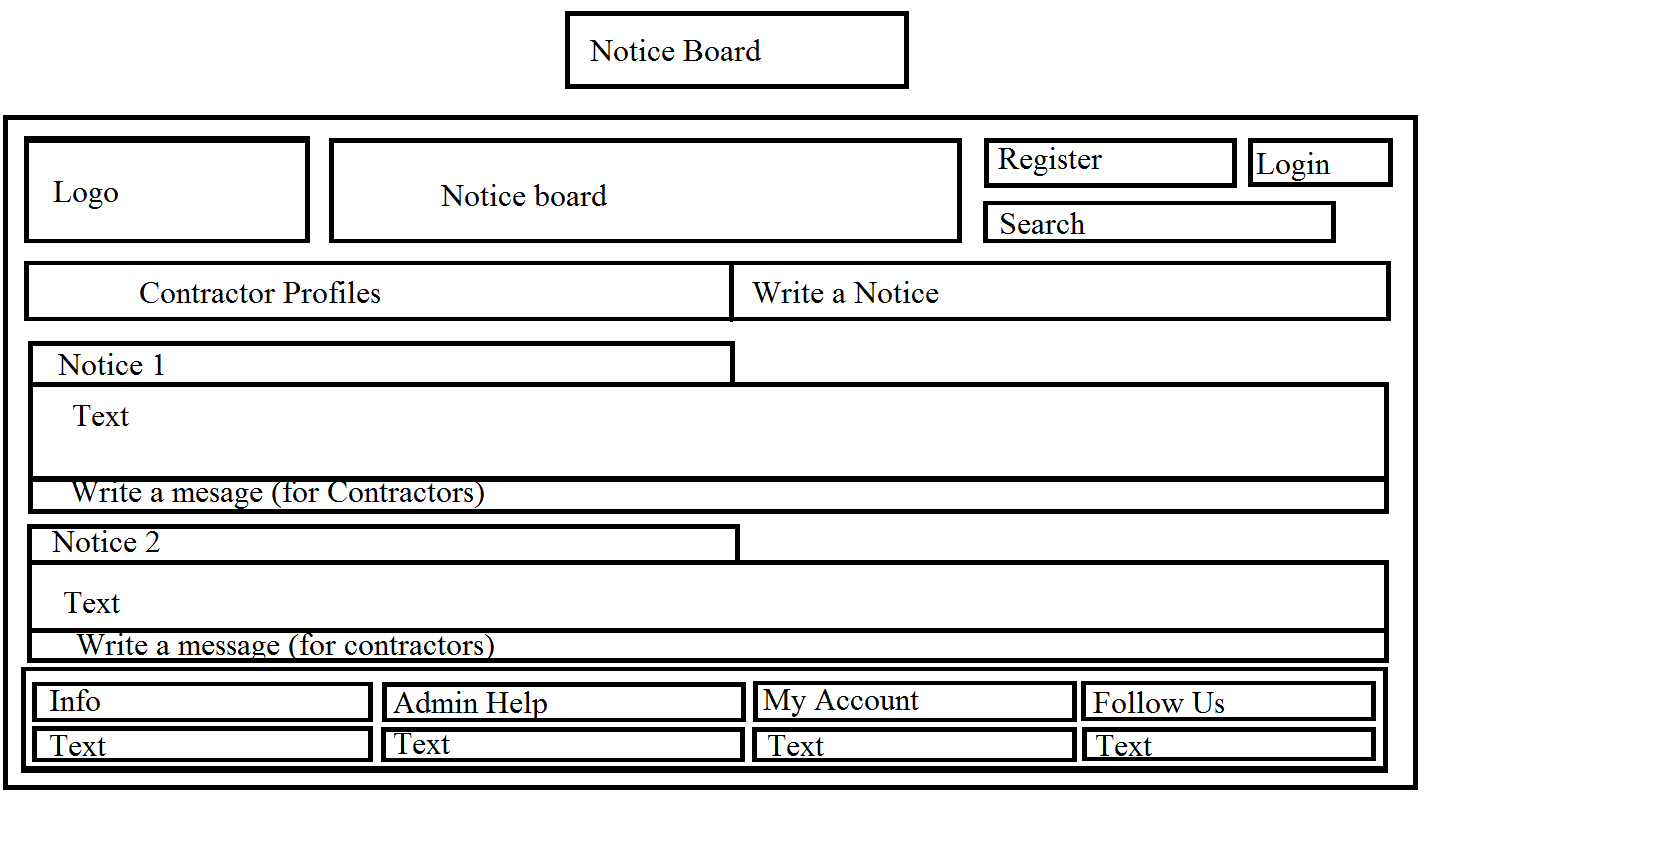 Notice Board
Logo
Notice board
Register
Login
Search
Contractor Profiles
Write a Notice
Notice 1
Text
Write a mesage (for Contractors)
Notice 2
Text
Write a message (for contractors)
Info
Admin Help
My Account
Follow Us
Text
Text
Text
Text